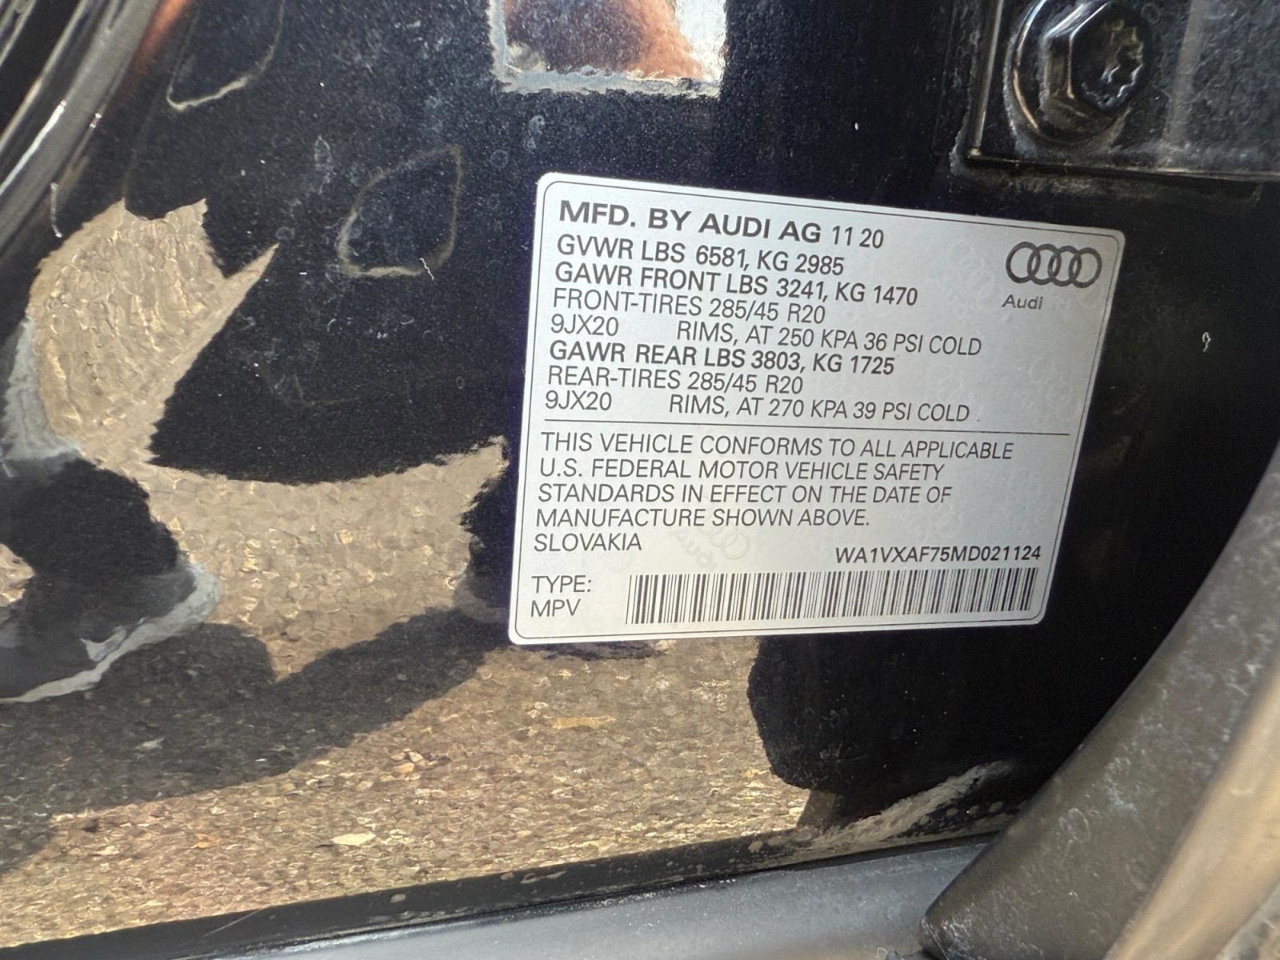 MFD. BY AUDI AG 11 20
GVWR LBS 6581, KG 2985
GAWR FRONT LBS 3241, KG 1470
FRONT-TIRES 285/45 R20
9JX20 RIMS, AT 250 KPA 36 PSI COLD
GAWR REAR LBS 3803, KG 1725
REAR-TIRES 285/45 R20
9JX20 RIMS, AT 270 KPA 39 PSI COLD
Audi
THIS VEHICLE CONFORMS TO ALL APPLICABLE
U.S. FEDERAL MOTOR VEHICLE SAFETY
STANDARDS IN EFFECT ON THE DATE OF
MANUFACTURE SHOWN ABOVE.
SLOVAKIA
WA1VXAF75MD021124
TYPE:
MPV